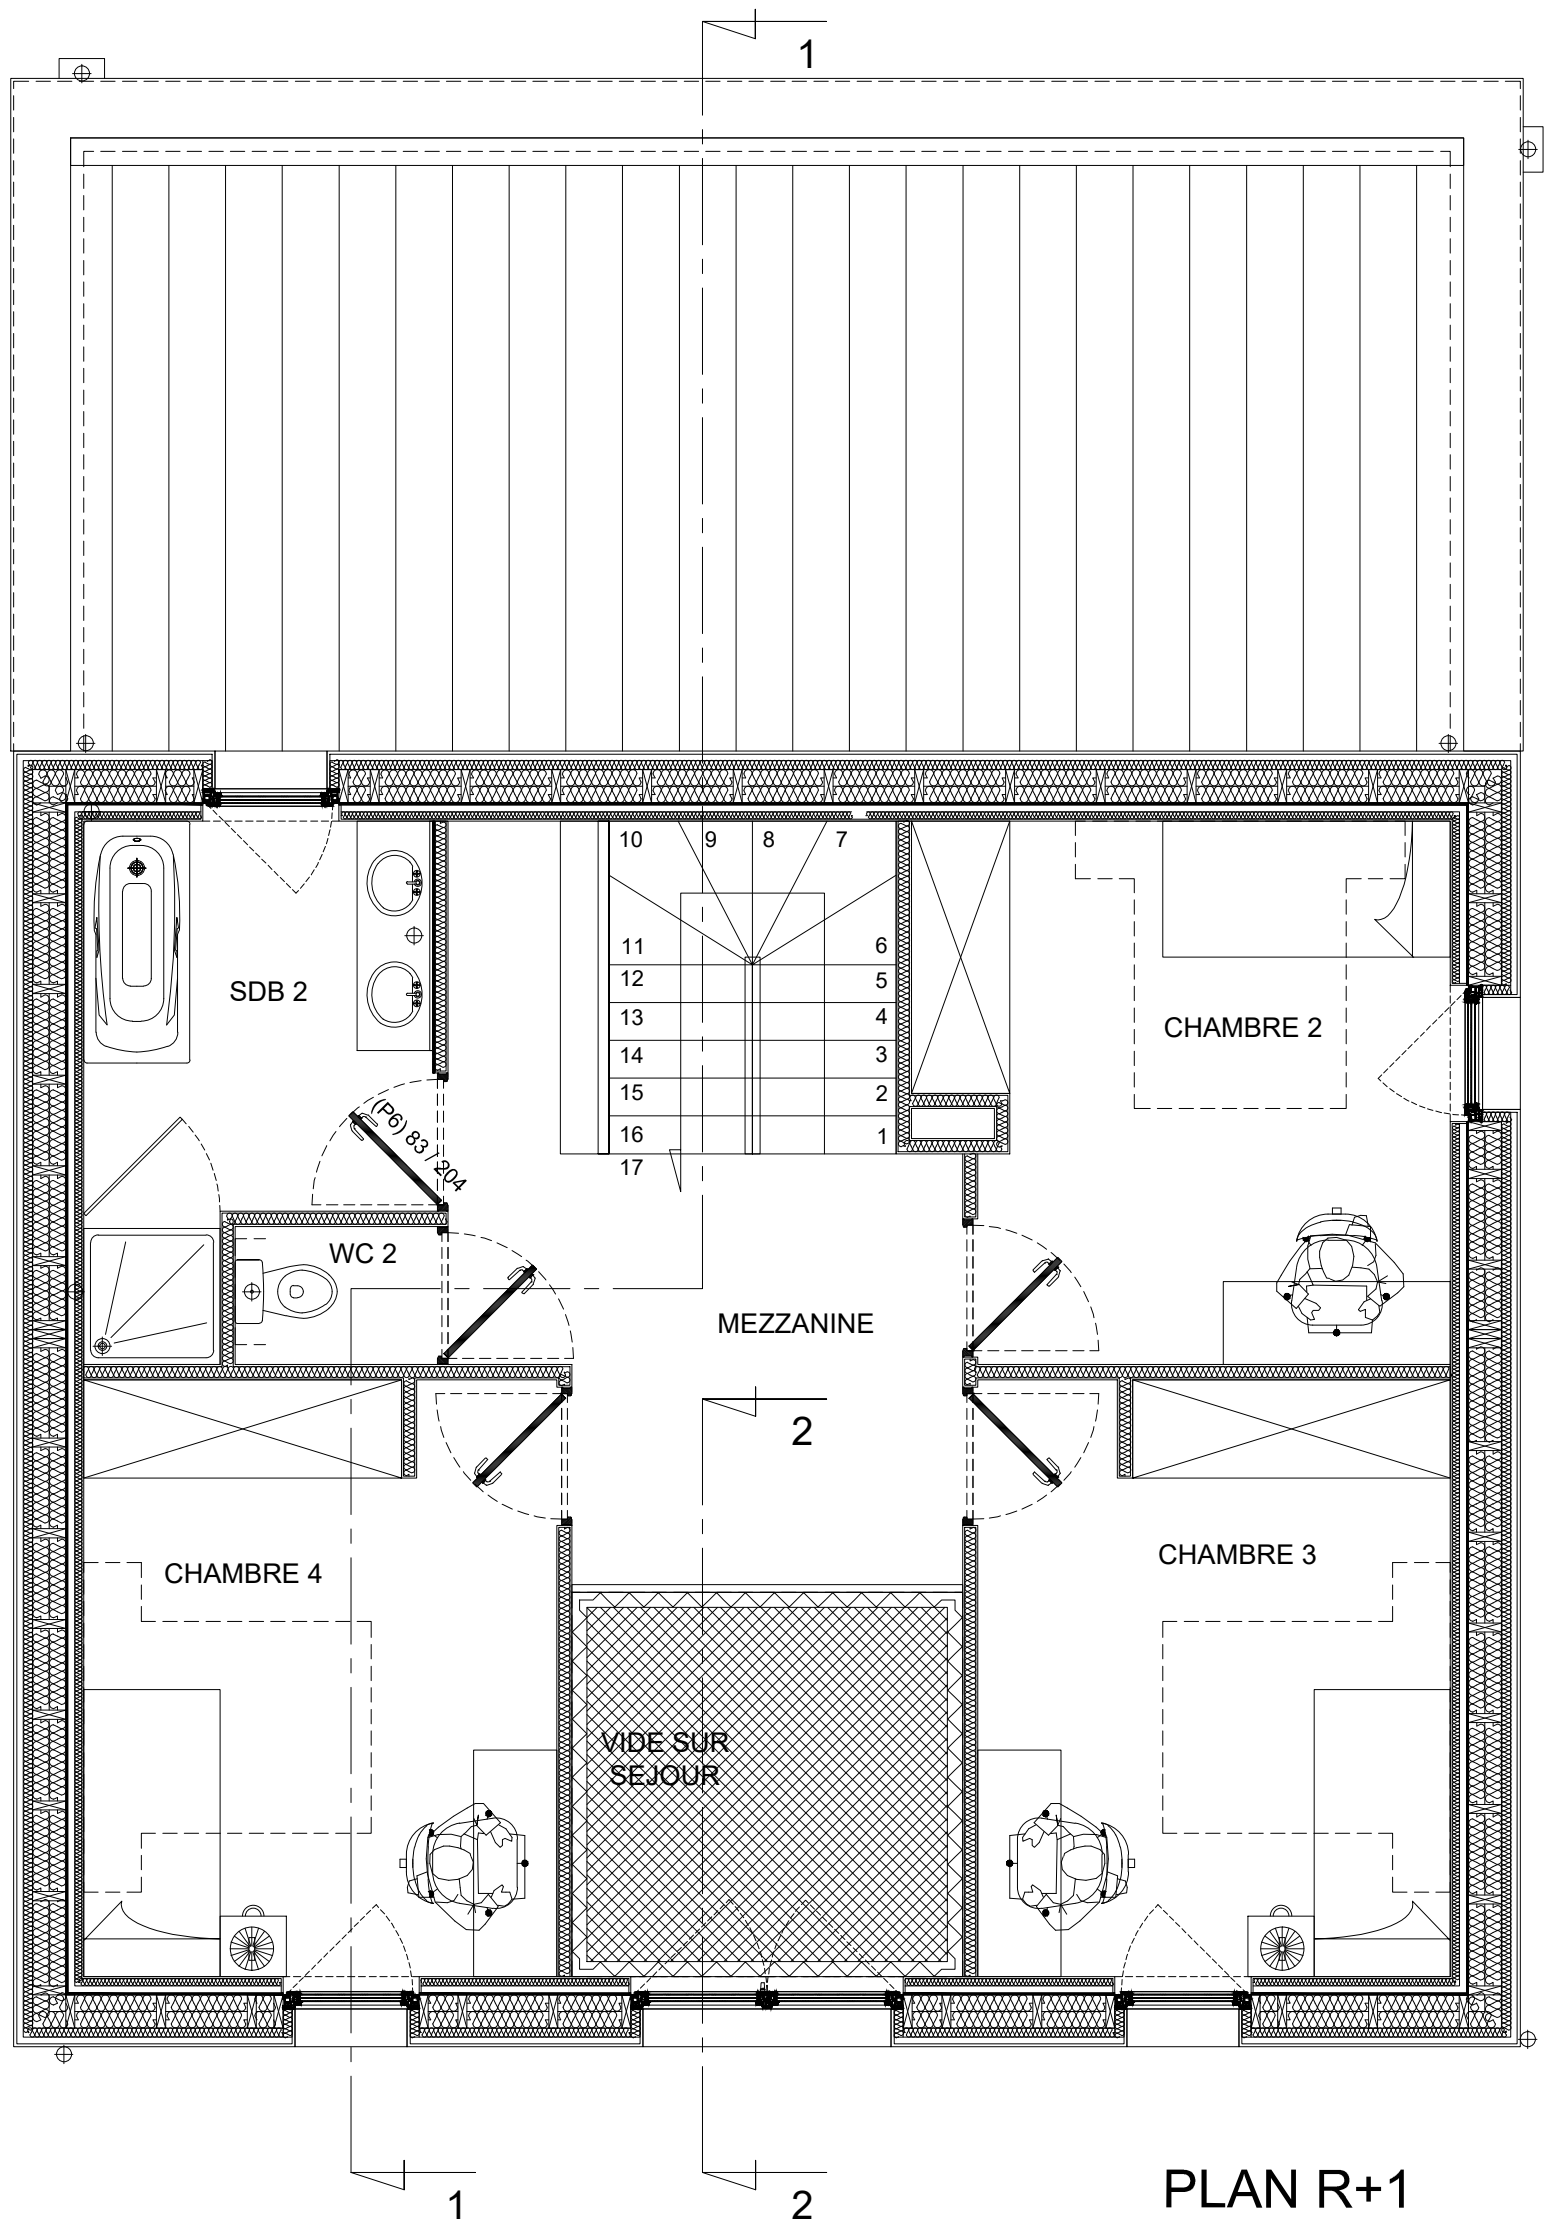 1
10 9 8 7
11 6
12 5
SDB 2
13 4
CHAMBRE 2
14 3
15 2
(P6) 83 / 204
16 1
17
WC 2
MEZZANINE
2
CHAMBRE 4
CHAMBRE 3
VIDE SUR
SEJOUR
1
2
PLAN R+1